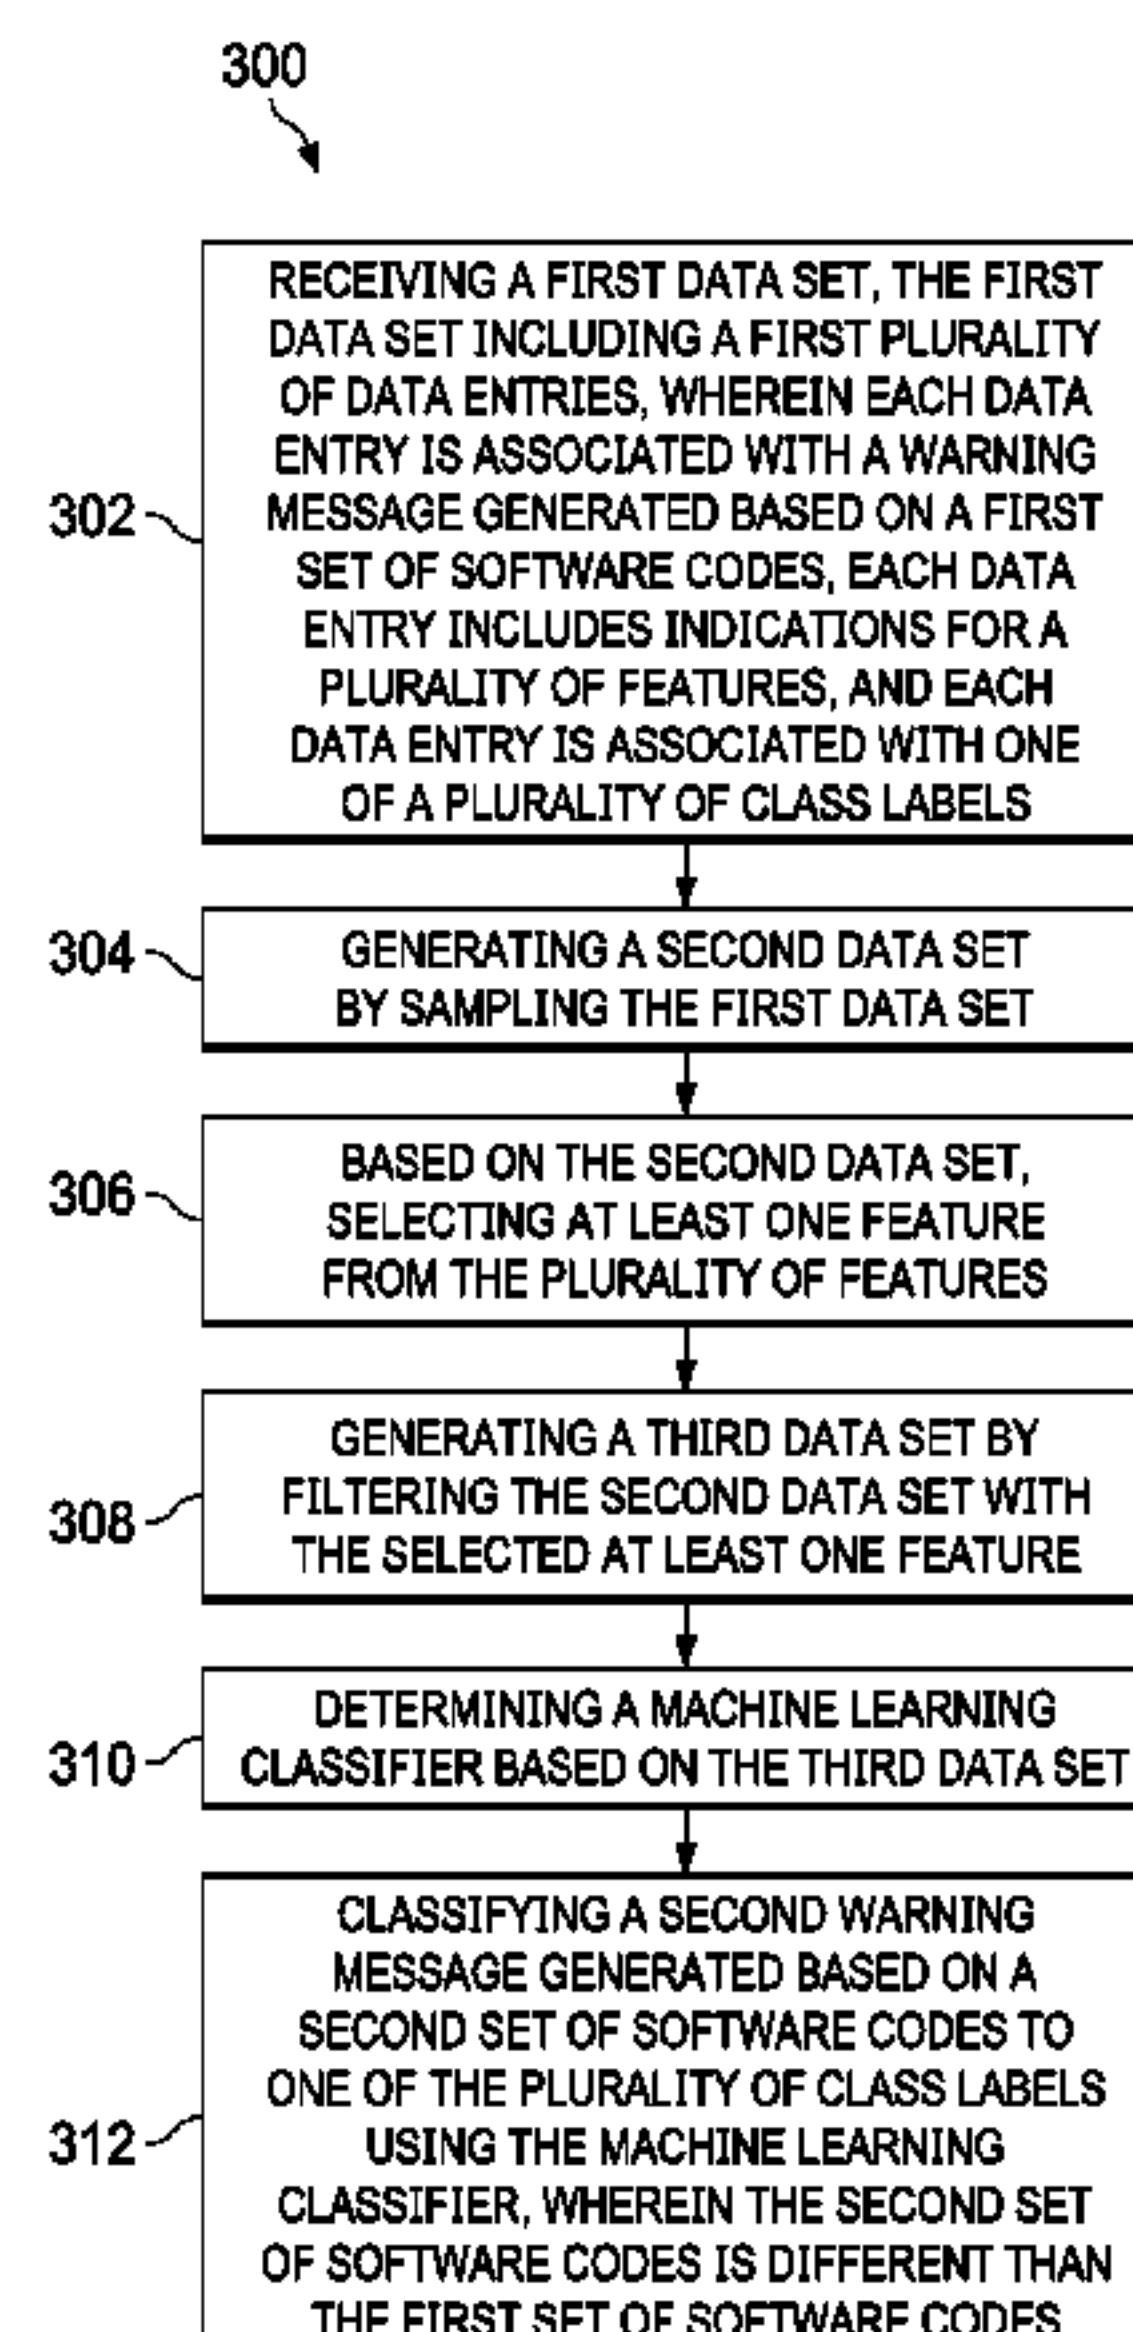 300
302
RECEIVING A FIRST DATA SET, THE FIRST
DATA SET INCLUDING A FIRST PLURALITY
OF DATA ENTRIES, WHEREIN EACH DATA
ENTRY IS ASSOCIATED WITH A WARNING
MESSAGE GENERATED BASED ON A FIRST
SET OF SOFTWARE CODES, EACH DATA
ENTRY INCLUDES INDICATIONS FOR A
PLURALITY OF FEATURES, AND EACH
DATA ENTRY IS ASSOCIATED WITH ONE
OF A PLURALITY OF CLASS LABELS
304
GENERATING A SECOND DATA SET
BY SAMPLING THE FIRST DATA SET
306
BASED ON THE SECOND DATA SET,
SELECTING AT LEAST ONE FEATURE
FROM THE PLURALITY OF FEATURES
308
GENERATING A THIRD DATA SET BY
FILTERING THE SECOND DATA SET WITH
THE SELECTED AT LEAST ONE FEATURE
310
DETERMINING A MACHINE LEARNING
CLASSIFIER BASED ON THE THIRD DATA SET
312
CLASSIFYING A SECOND WARNING
MESSAGE GENERATED BASED ON A
SECOND SET OF SOFTWARE CODES TO
ONE OF THE PLURALITY OF CLASS LABELS
USING THE MACHINE LEARNING
CLASSIFIER, WHEREIN THE SECOND SET
OF SOFTWARE CODES IS DIFFERENT THAN
THE FIRST SET OF SOFTWARE CODES